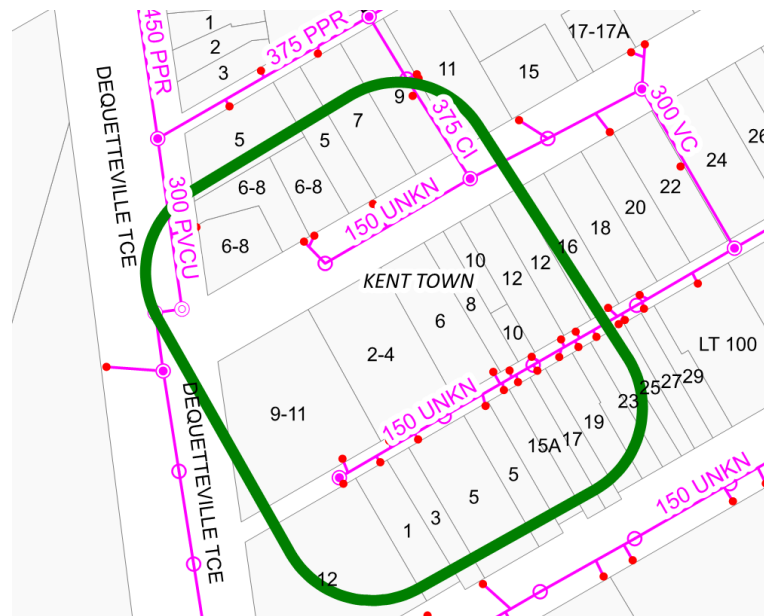 450 PPR
1
2
3
375 PPR
17-17A
11
15
9
375 CI
300 VC
DEQUETTEVILLE TCE
5
5
7
6-8
6-8
6-8
300 PVCU
150 UNKN
26
24
22
20
18
16
KENT TOWN
10
12
12
8
6
10
2-4
9-11
LT 100
29
27
25
23
150 UNKN
19
17
15A
DEQUETTEVILLE TCE
5
5
3
1
12
150 UNKN